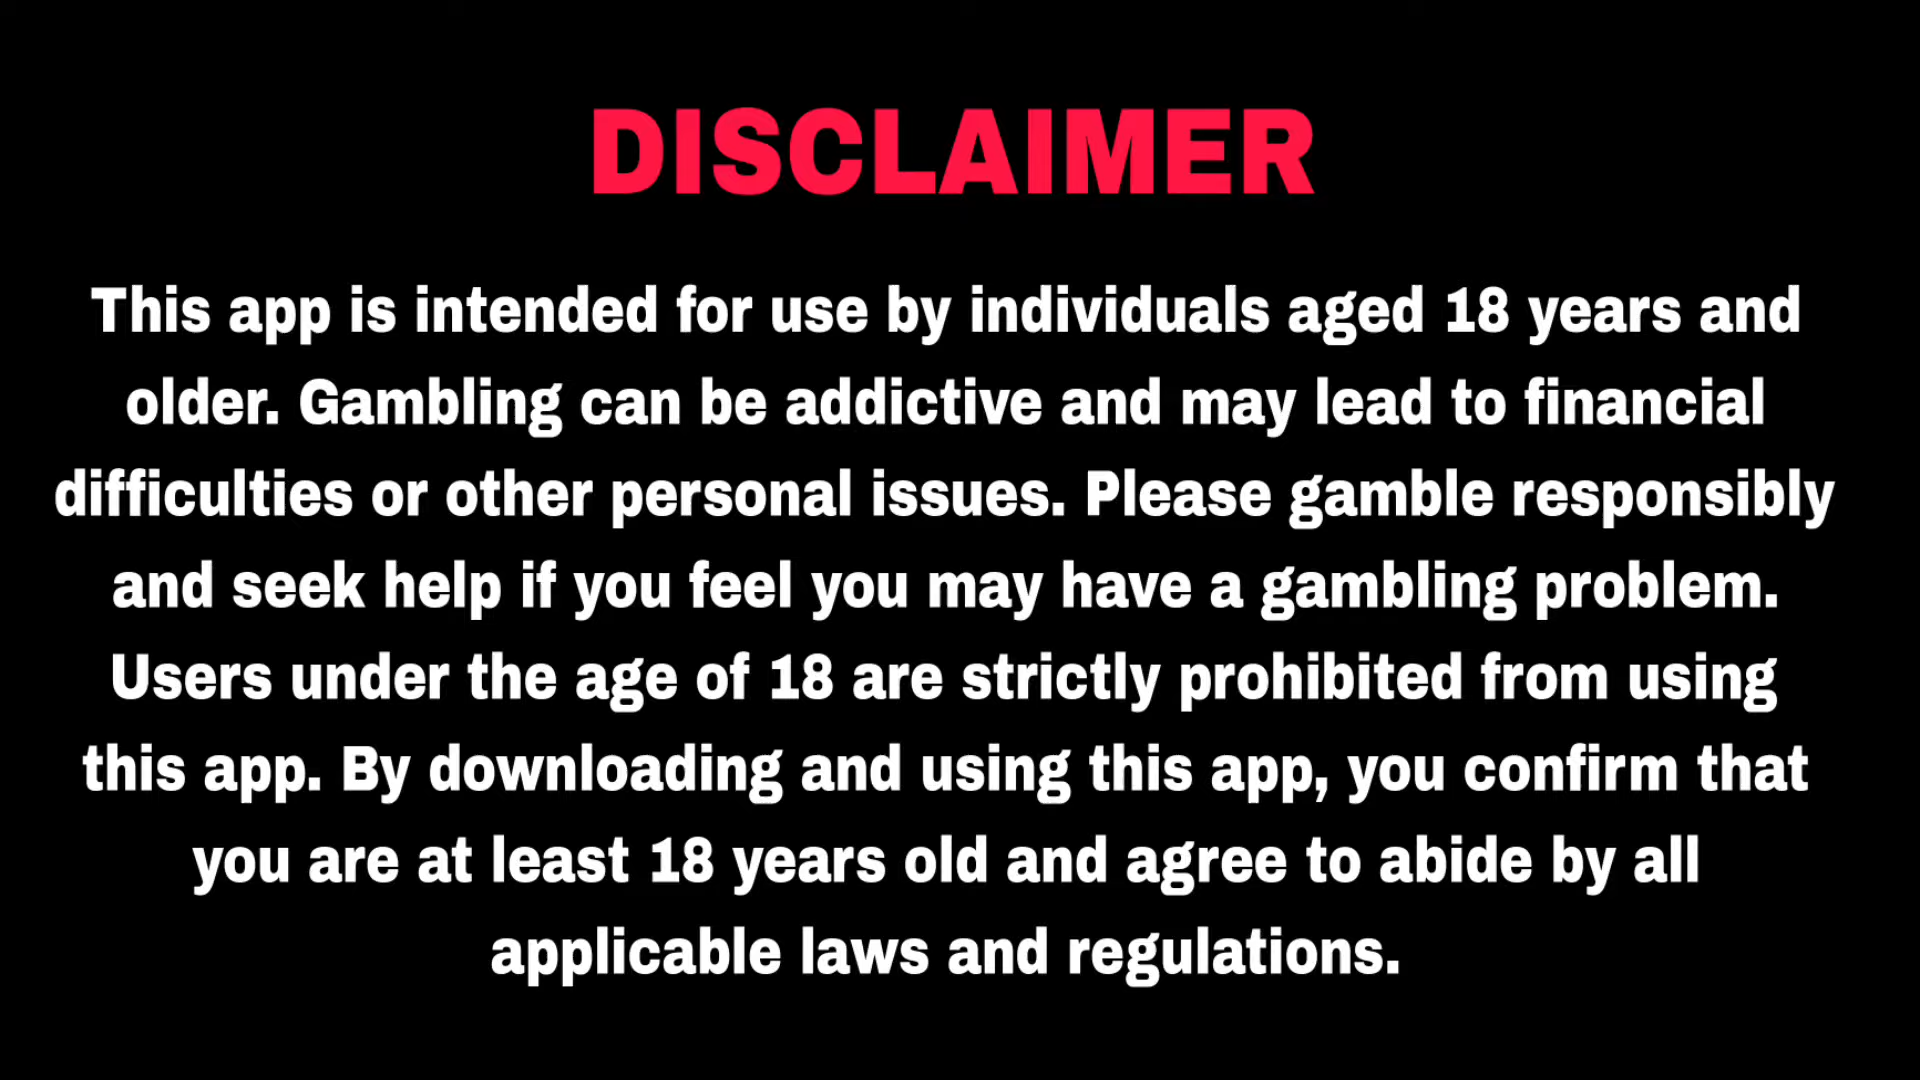 DISCLAIMER
This app is intended for use by individuals aged 18 years and
older. Gambling can be addictive and may lead to financial
difficulties or other personal issues. Please gamble responsibly
and seek help if you feel you may have a gambling problem.
Users under the age of 18 are strictly prohibited from using
this app. By downloading and using this app, you confirm that
you are at least 18 years old and agree to abide by all
applicable laws and regulations.